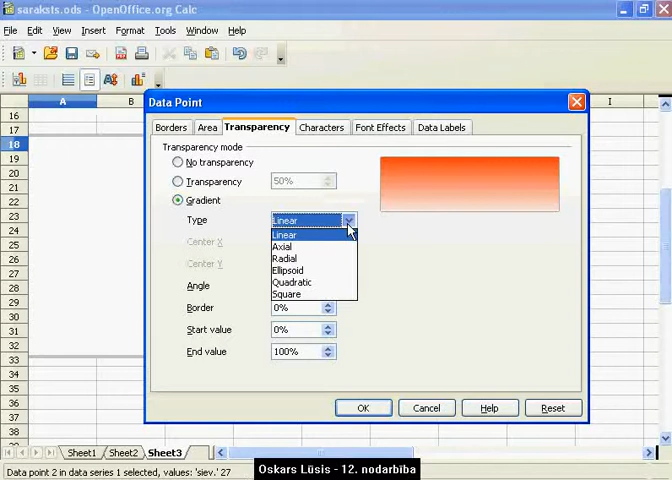 saraksts.ods - OpenOffice.org Calc
File Edit View Insert Format Tools Data Window Help
A B I
16
17
18
19
20
21
22
23
24
25
26
27
28
29
30
31
32
33
34
35
36
37
38
39
Data Point
Borders Area Transparency Characters Font Effects Data Labels
Transparency mode
No transparency
Transparency 50%
Gradient
Type Linear
Linear
Axial
Radial
Ellipsoid
Quadratic
Square
Center X
Center Y
Angle
Border 0%
Start value 0%
End value 100%
OK Cancel Help Reset
Sheet1 Sheet2 Sheet3
Data point 2 in data series 1 selected, values: 'siev.' 27
Oskars Lūsis - 12. nodarbība